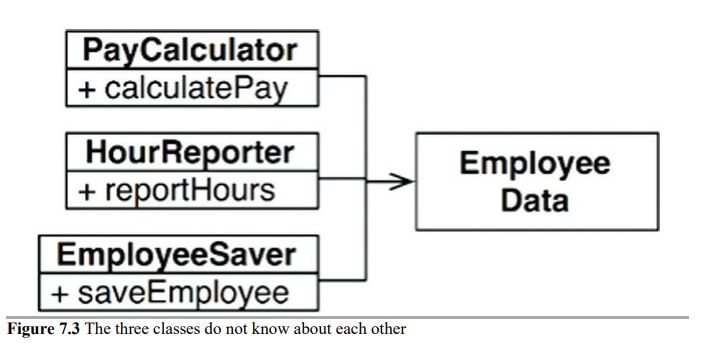 PayCalculator
+ calculatePay
HourReporter
+ reportHours
EmployeeSaver
+ saveEmployee
Employee
Data
Figure 7.3 The three classes do not know about each other